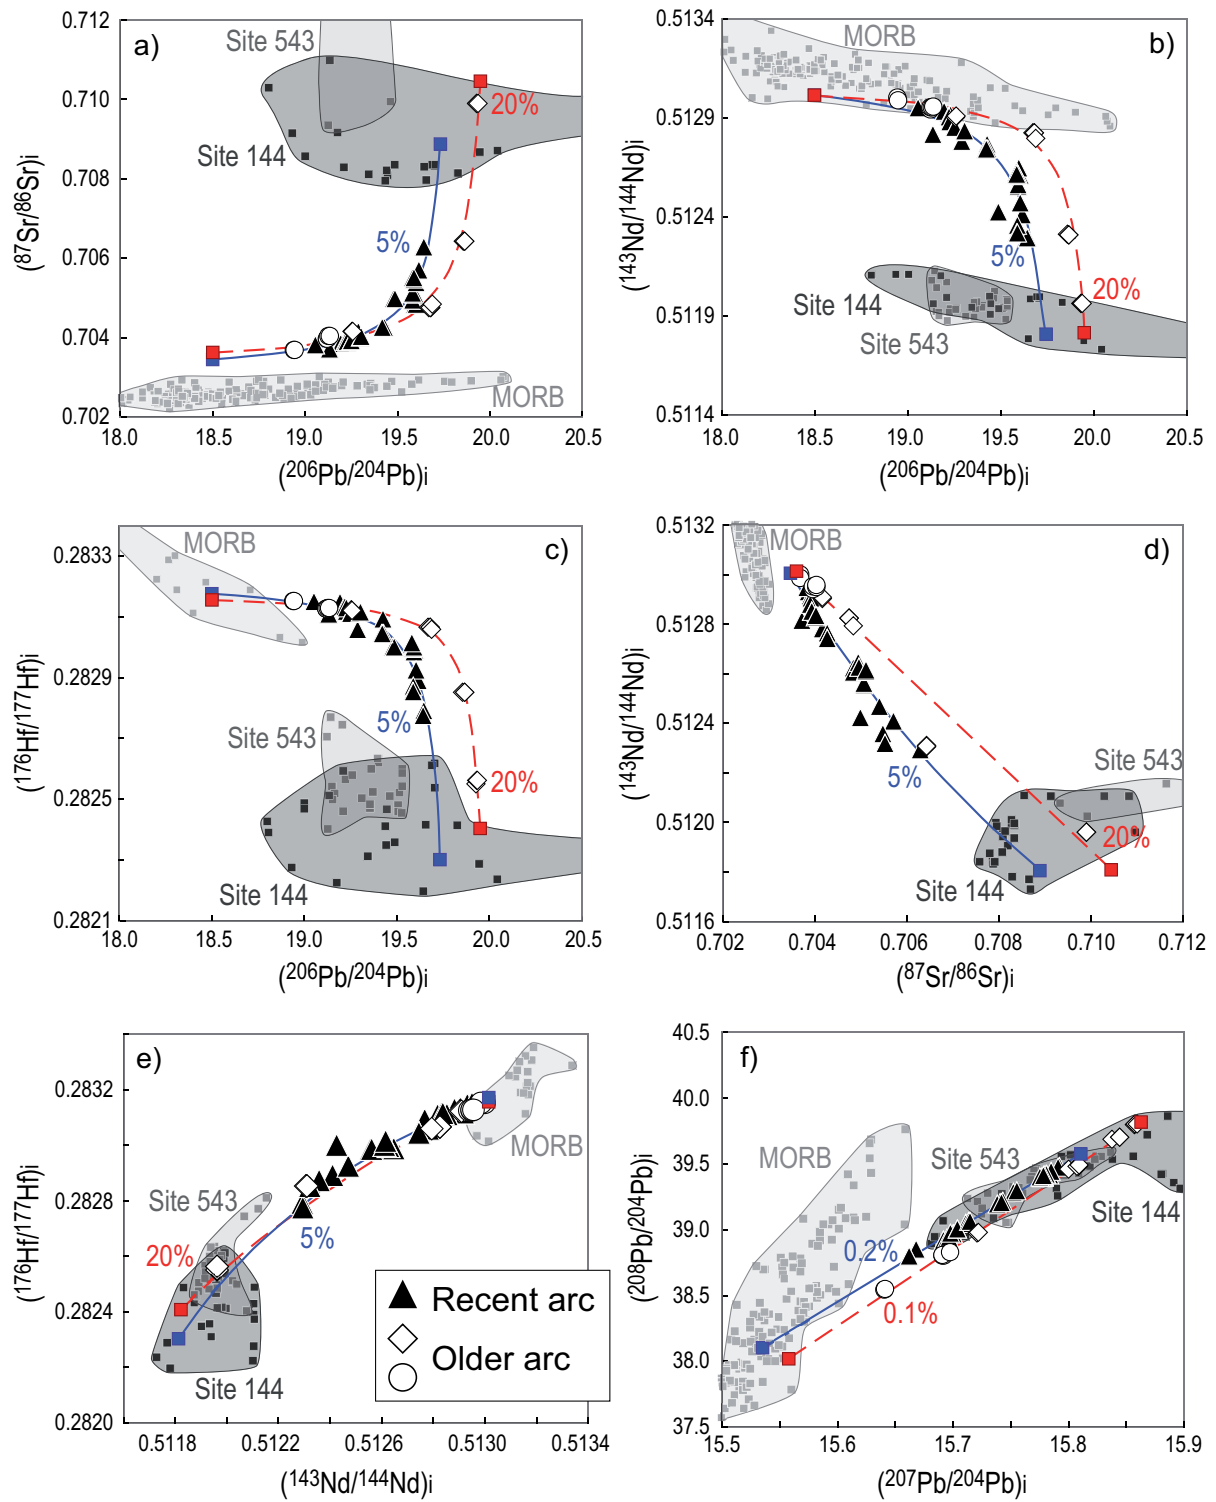 a)
0.712
0.710
0.708
0.706
0.704
0.702
18.0 18.5 19.0 19.5 20.0 20.5
(87Sr/86Sr)i
(206Pb/204Pb)i
Site 543
Site 144
20%
5%
MORB
b)
0.5134
0.5129
0.5124
0.5119
0.5114
18.0 18.5 19.0 19.5 20.0 20.5
(143Nd/144Nd)i
(206Pb/204Pb)i
MORB
5%
20%
Site 144
Site 543
c)
0.2833
0.2829
0.2825
0.2821
18.0 18.5 19.0 19.5 20.0 20.5
(176Hf/177Hf)i
(206Pb/204Pb)i
MORB
Site 543
5%
20%
Site 144
d)
0.5132
0.5128
0.5124
0.5120
0.5116
0.702 0.704 0.706 0.708 0.710 0.712
(143Nd/144Nd)i
(87Sr/86Sr)i
MORB
5%
Site 543
20%
Site 144
e)
0.2832
0.2828
0.2824
0.2820
0.5118 0.5122 0.5126 0.5130 0.5134
(176Hf/177Hf)i
(143Nd/144Nd)i
MORB
Site 543
5%
20%
Site 144
Recent arc
Older arc
f)
40.5
40.0
39.5
39.0
38.5
38.0
37.5
15.5 15.6 15.7 15.8 15.9
(208Pb/204Pb)i
(207Pb/204Pb)i
MORB
Site 543
Site 144
0.2%
0.1%